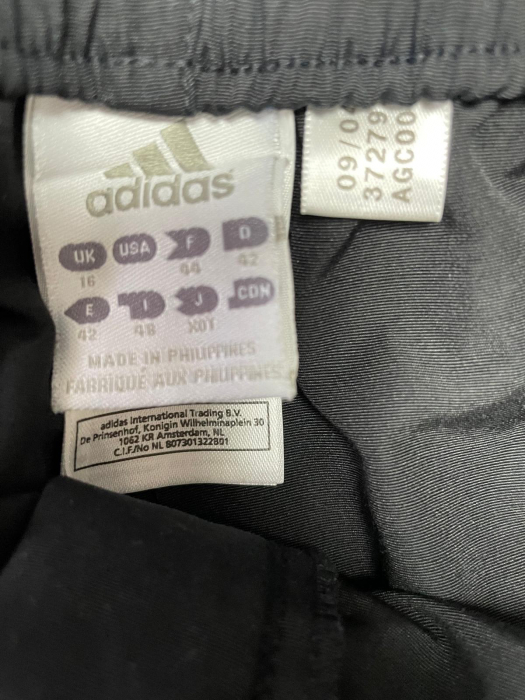 adidas
UK USA F D
16 44 42
E I J CDN
42 48 XOT
MADE IN PHILIPPINES
FABRIQUÉ AUX PHILIPPINES
adidas International Trading B.V.
De Prinsenhof, Konigin Wilhelminaplein 30
1062 KR Amsterdam, NL
C.I.F./No NL 807301322B01
09/0
37279
AGC00